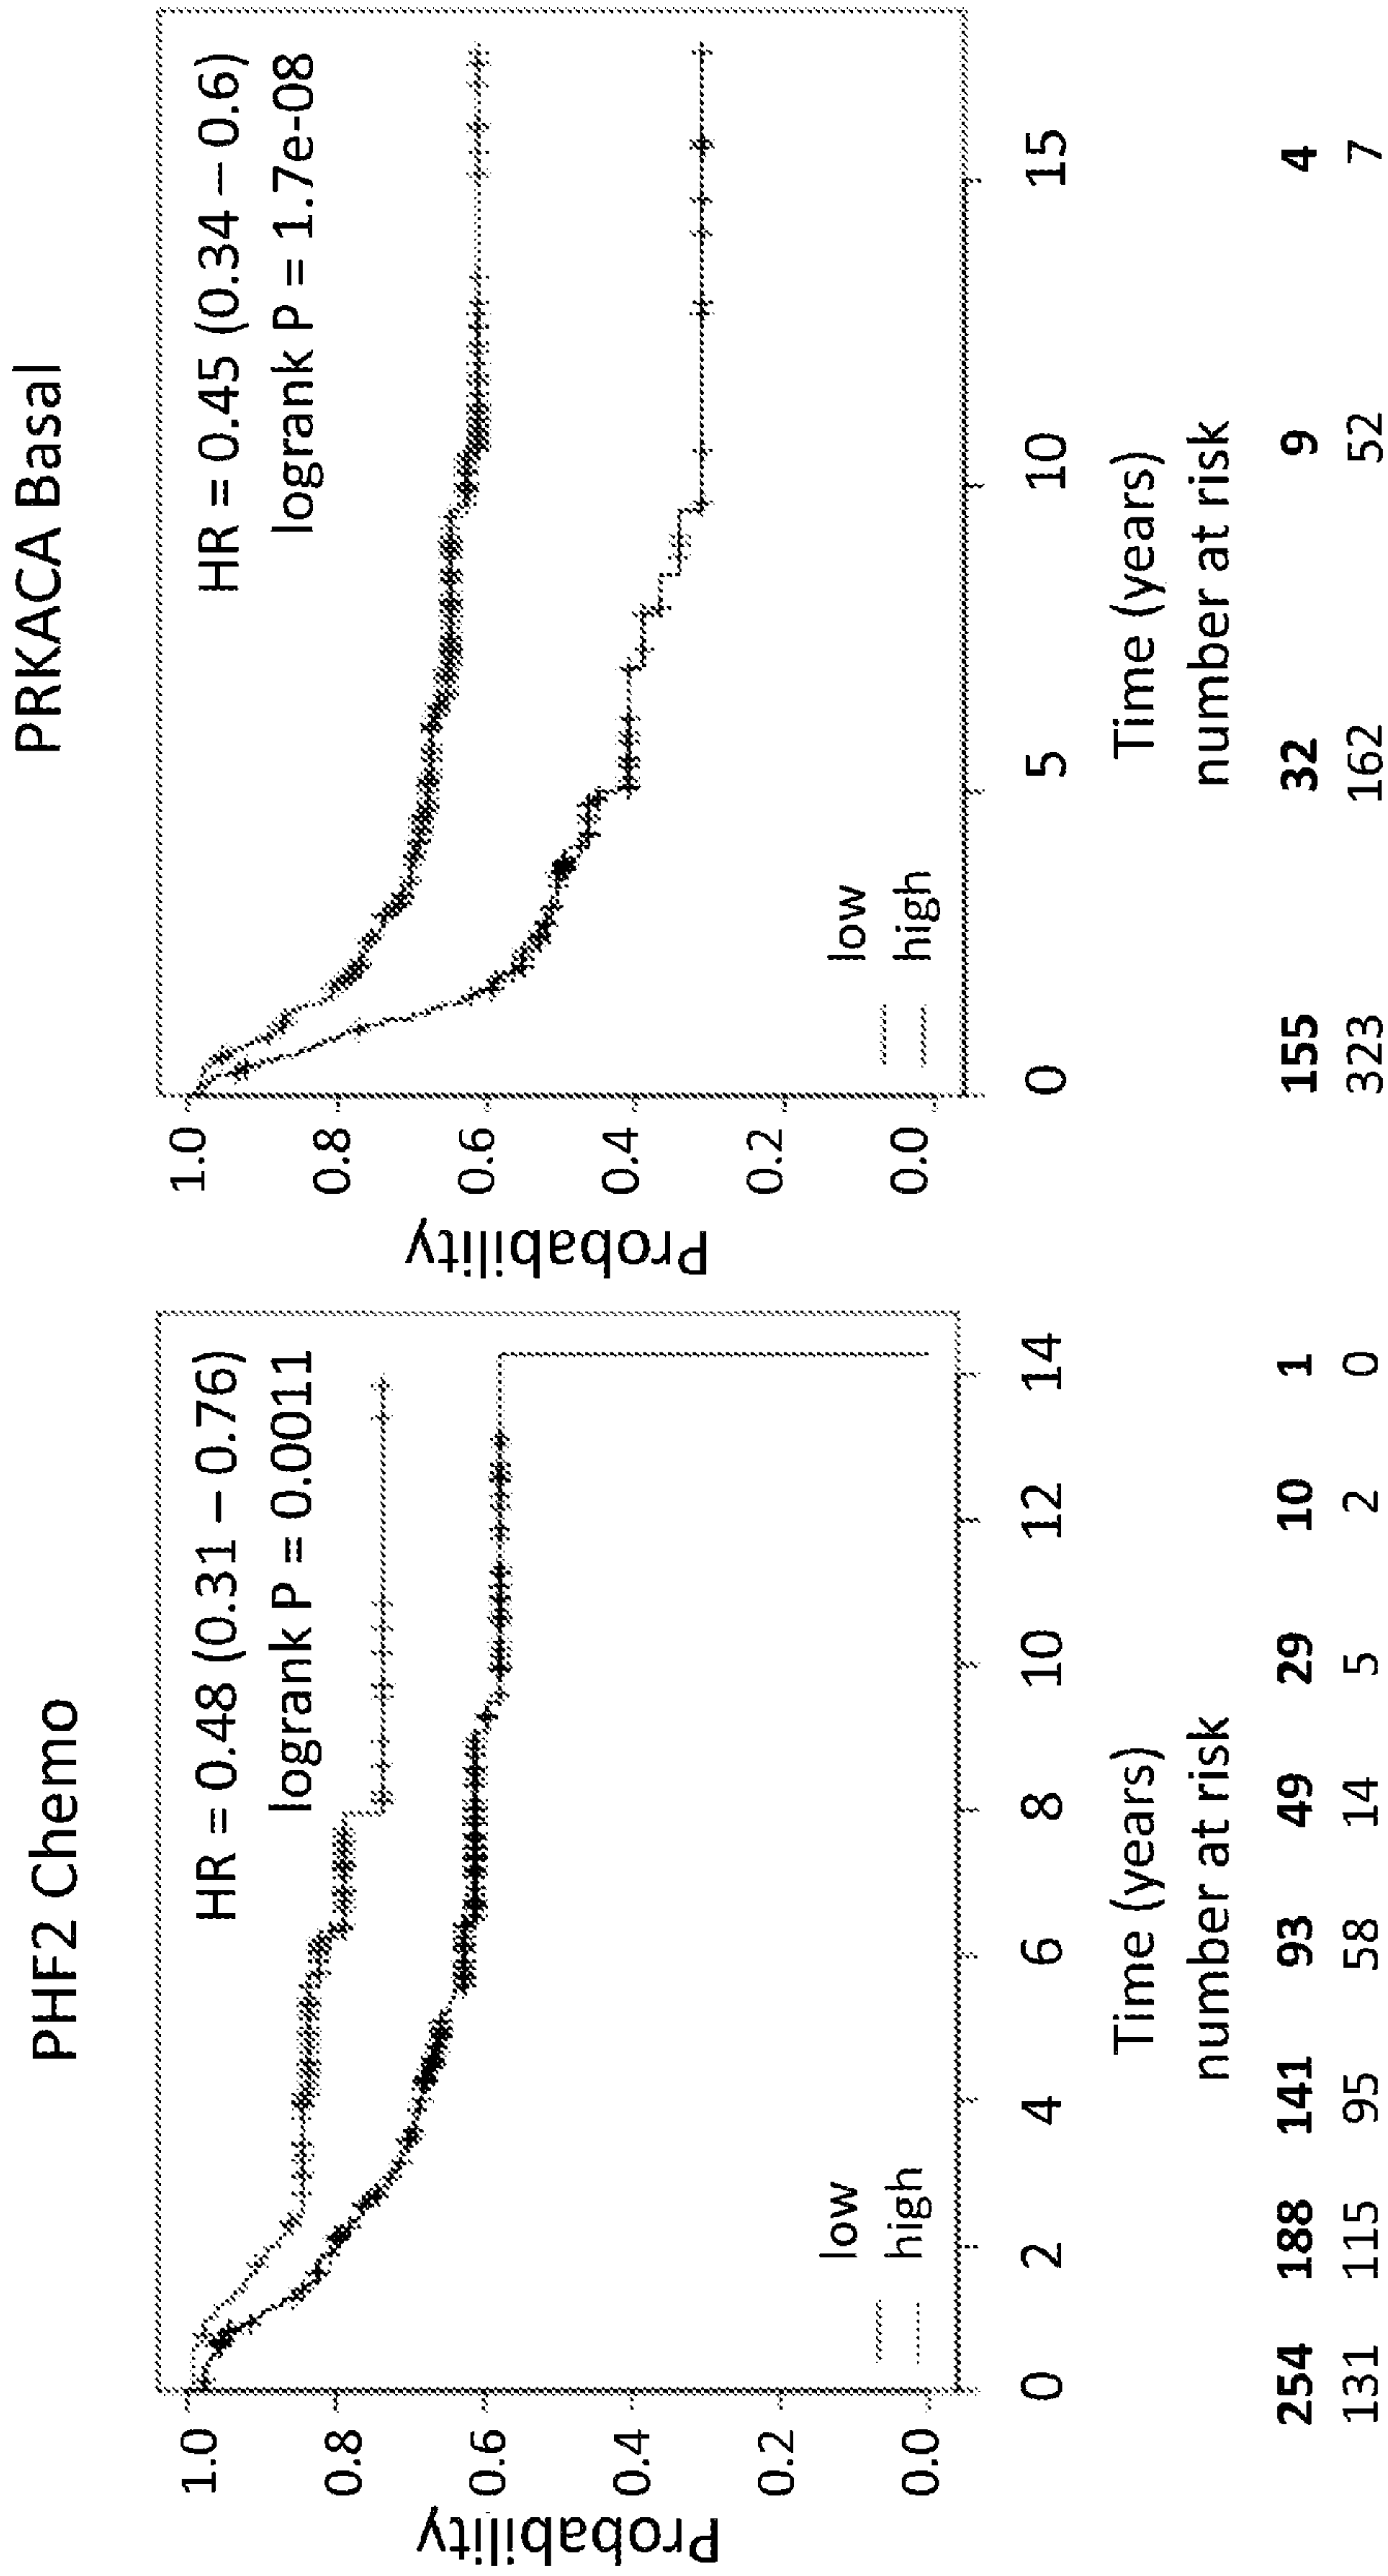 PHF2 Chemo
HR = 0.48 (0.31 – 0.76)
logrank P = 0.0011
Probability
1.0
0.8
0.6
0.4
0.2
0.0
low
high
0 2 4 6 8 10 12 14
Time (years)
number at risk
254 188 141 93 49 29 10 1
131 115 95 58 14 5 2 0
PRKACA Basal
HR = 0.45 (0.34 – 0.6)
logrank P = 1.7e-08
Probability
1.0
0.8
0.6
0.4
0.2
0.0
low
high
0 5 10 15
Time (years)
number at risk
155 32 9 4
323 162 52 7